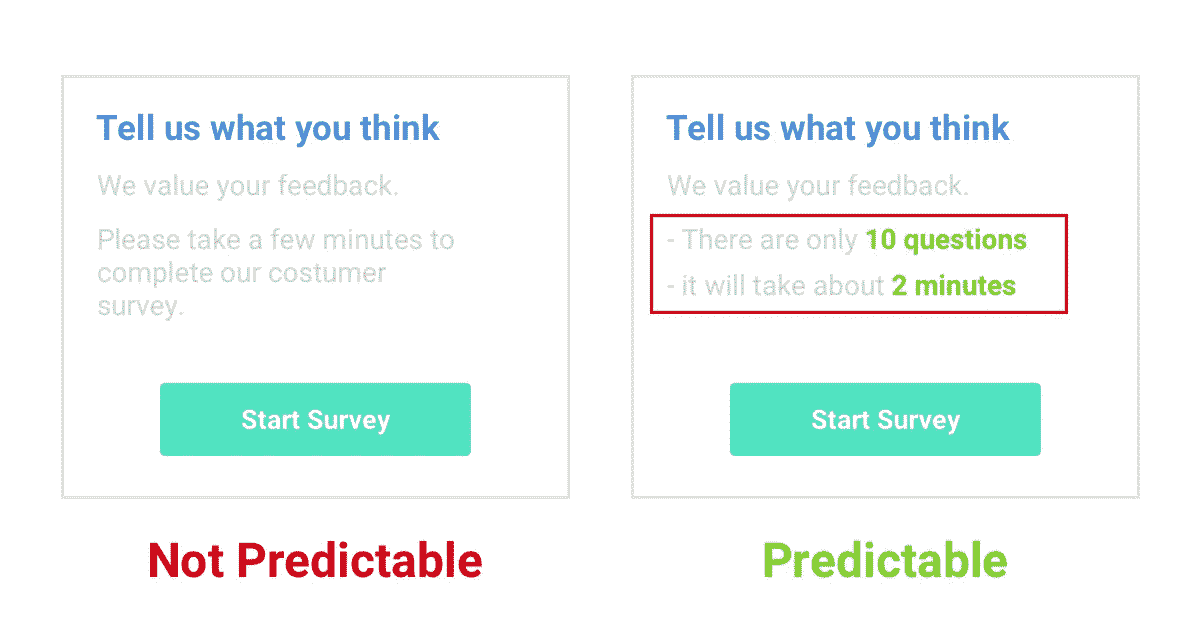 Tell us what you think
We value your feedback.
Please take a few minutes to
complete our costumer
survey.
Start Survey
Not Predictable
Tell us what you think
We value your feedback.
- There are only 10 questions
- it will take about 2 minutes
Start Survey
Predictable